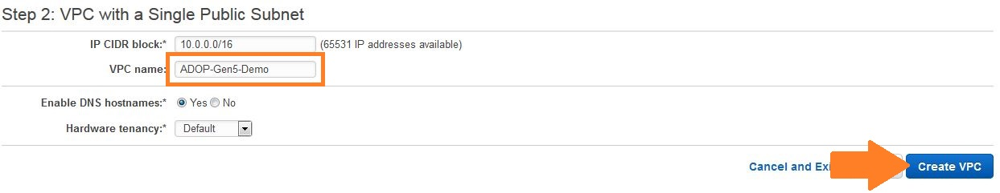 Step 2: VPC with a Single Public Subnet
IP CIDR block:* 10.0.0.0/16 (65531 IP addresses available)
VPC name: ADOP-Gen5-Demo
Enable DNS hostnames:* Yes No
Hardware tenancy:* Default
Cancel and Exi Create VPC